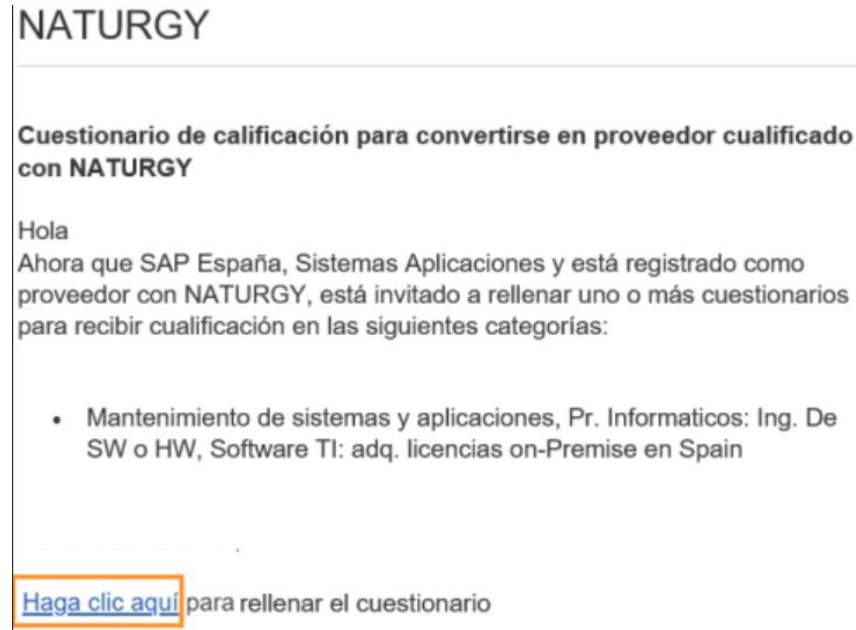 NATURGY
Cuestionario de calificación para convertirse en proveedor cualificado
con NATURGY
Hola
Ahora que SAP España, Sistemas Aplicaciones y está registrado como
proveedor con NATURGY, está invitado a rellenar uno o más cuestionarios
para recibir cualificación en las siguientes categorías:
• Mantenimiento de sistemas y aplicaciones, Pr. Informaticos: Ing. De
SW o HW, Software TI: adq. licencias on-Premise en Spain
Haga clic aquí para rellenar el cuestionario